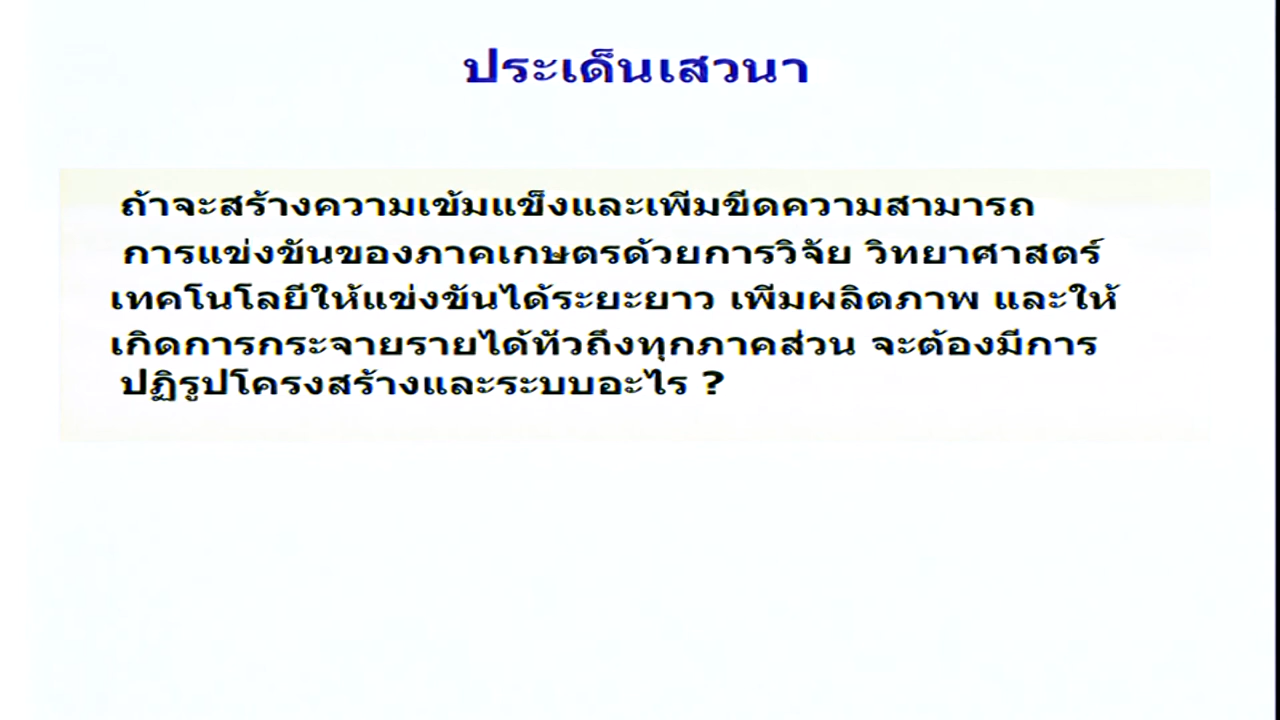 ประเด็นเสวนา
ถ้าจะสร้างความเข้มแข็งและเพิ่มขีดความสามารถ
การแข่งขันของภาคเกษตรด้วยการวิจัย วิทยาศาสตร์
เทคโนโลยีให้แข่งขันได้ระยะยาว เพิ่มผลิตภาพ และให้
เกิดการกระจายรายได้ทั่วถึงทุกภาคส่วน จะต้องมีการ
ปฏิรูปโครงสร้างและระบบอะไร ?